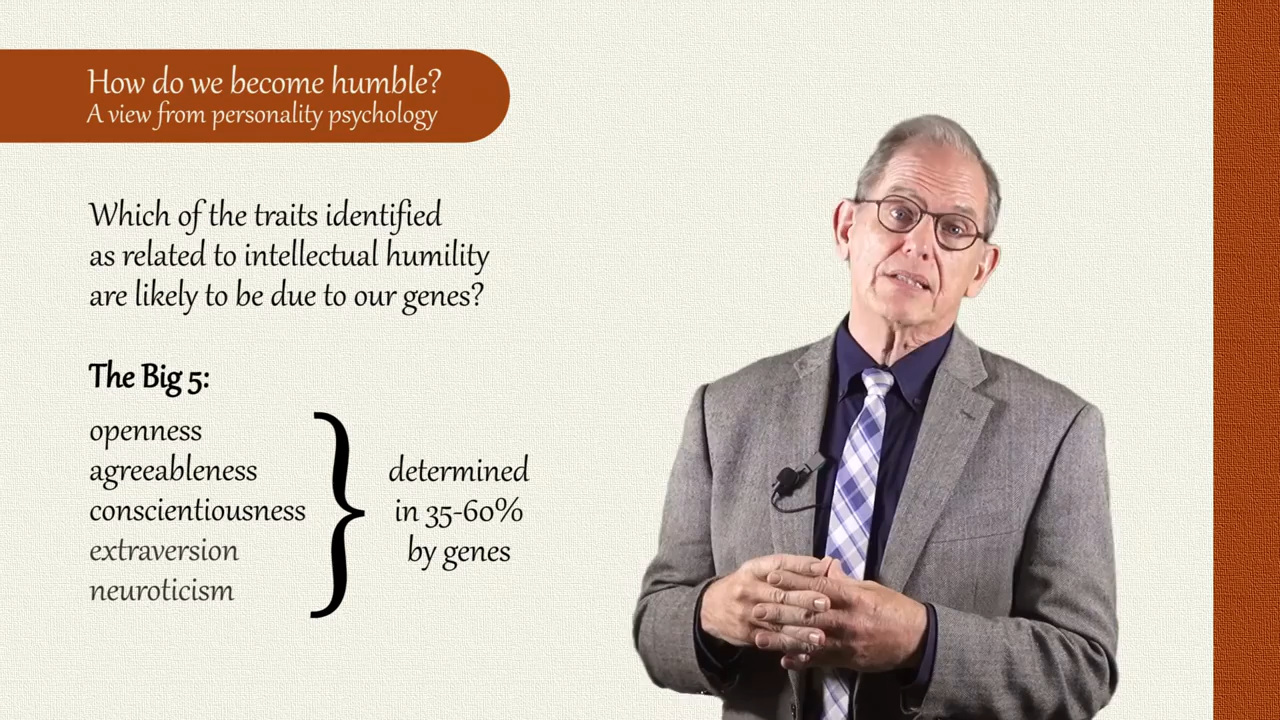 How do we become humble?
A view from personality psychology
Which of the traits identified
as related to intellectual humility
are likely to be due to our genes?
The Big 5:
openness
agreeableness
conscientiousness
extraversion
neuroticism
determined
in 35-60%
by genes